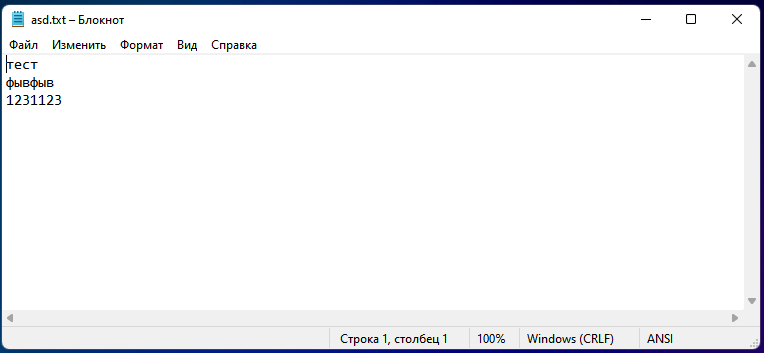 asd.txt – Блокнот
Файл Изменить Формат Вид Справка
тест
фывфыв
1231123
Строка 1, столбец 1 100% Windows (CRLF) ANSI